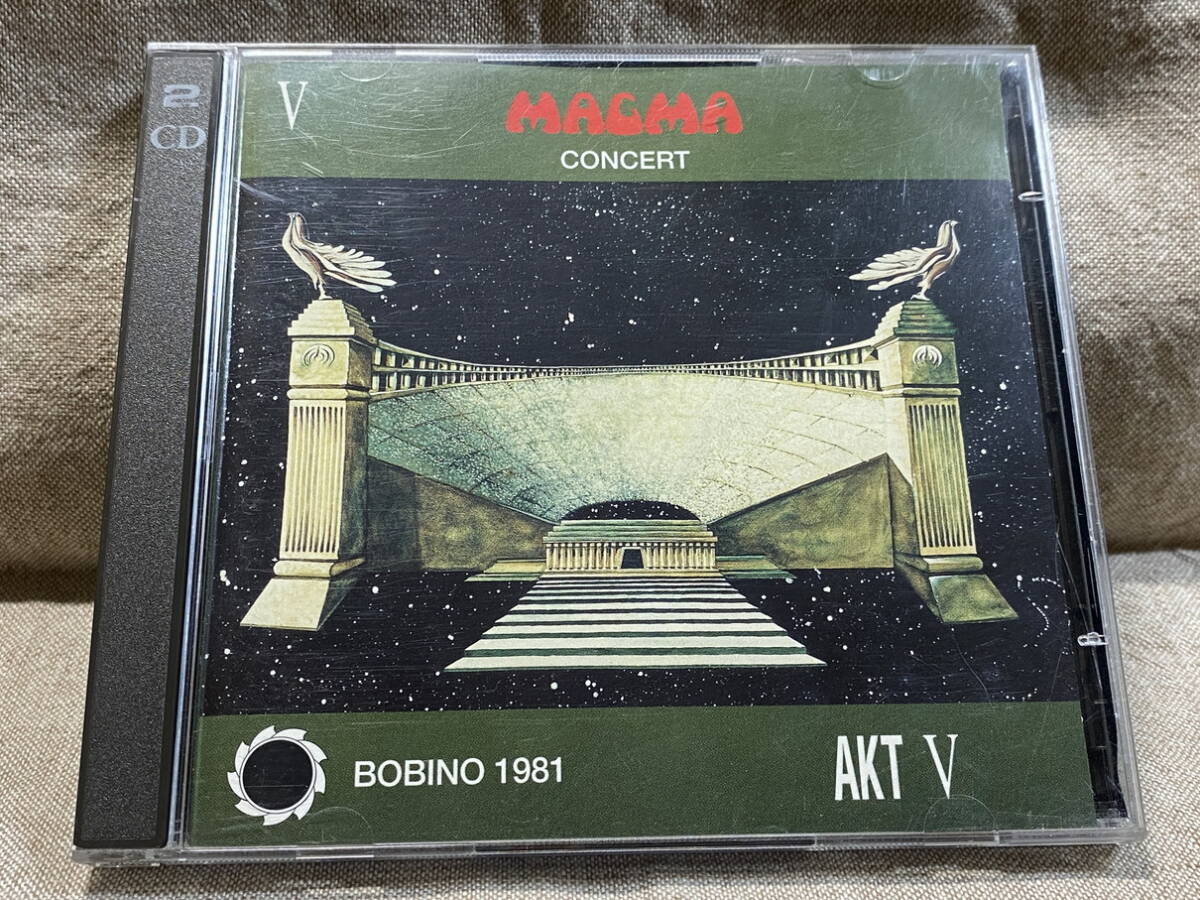 2
CD
V
MAGMA
CONCERT
BOBINO 1981
AKT V